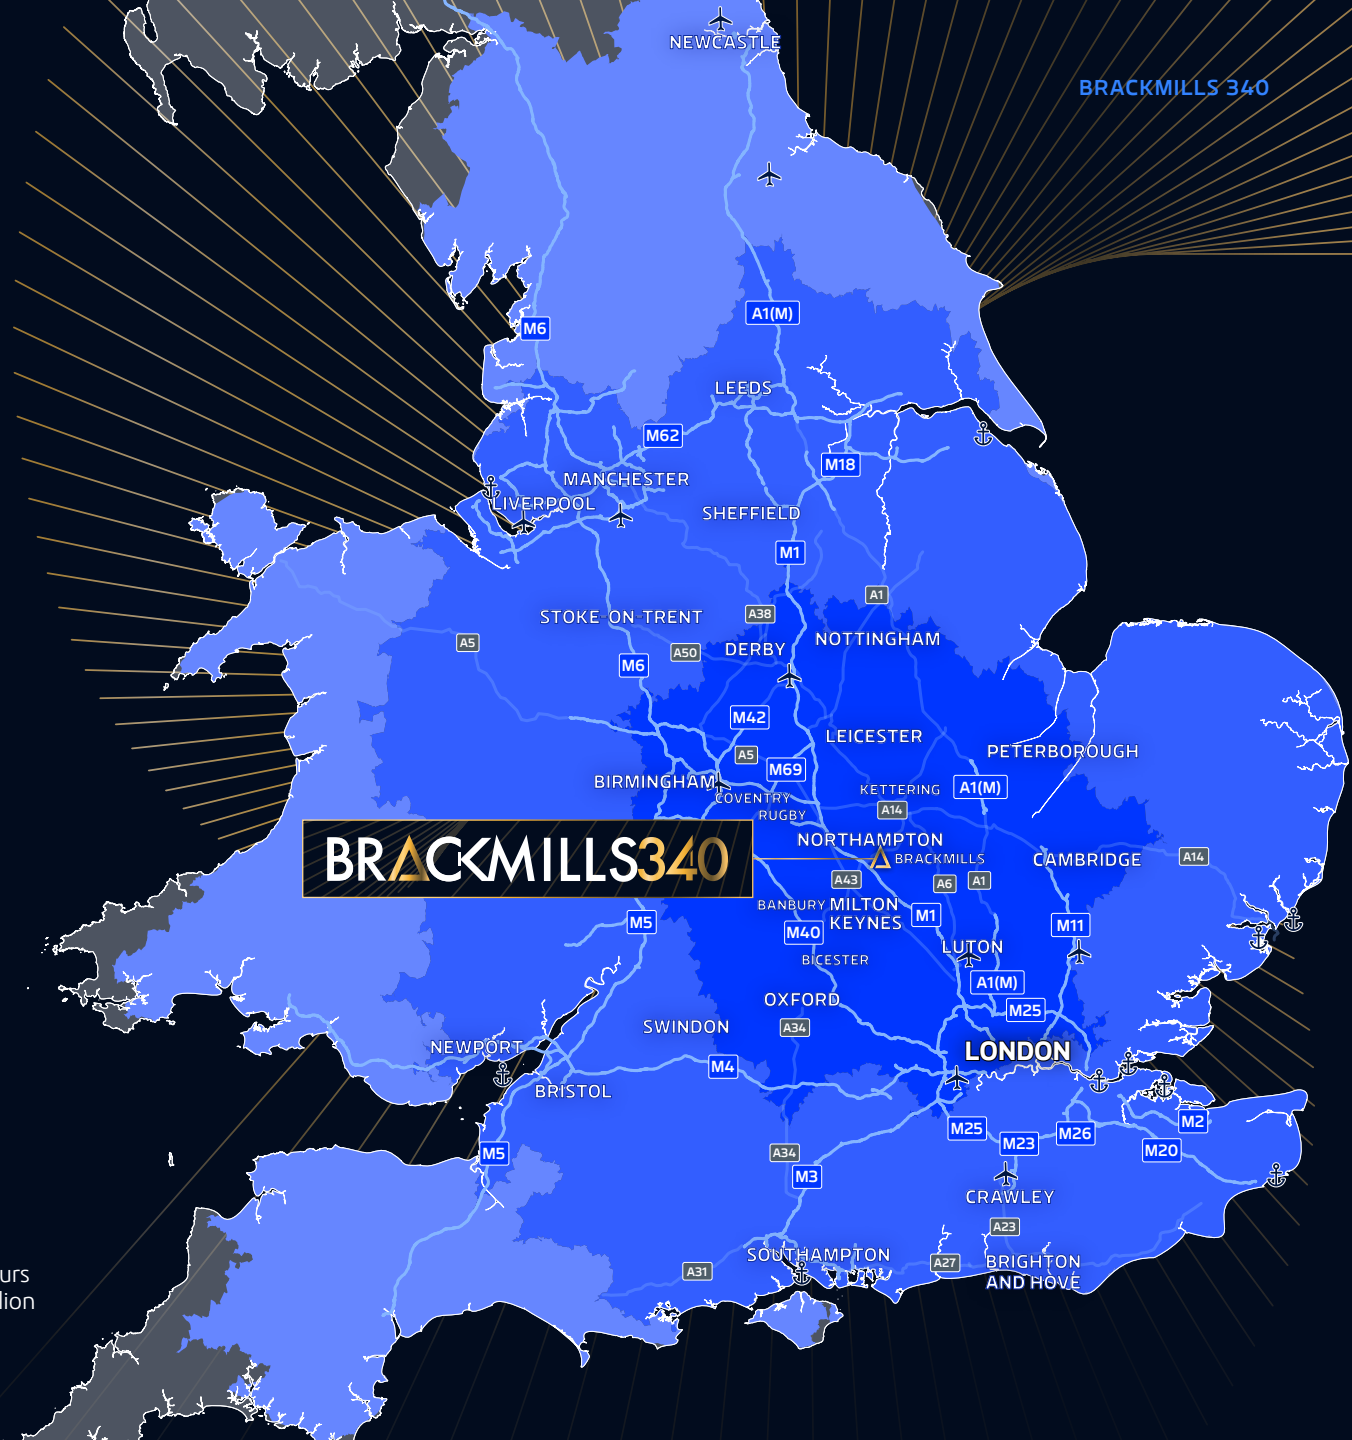 NEWCASTLE
BRACKMILLS 340
A1(M)
M6
LEEDS
M62
M18
MANCHESTER
LIVERPOOL
SHEFFIELD
M1
A1
STOKE-ON-TRENT
A38
NOTTINGHAM
A5
A50
DERBY
M6
M42
LEICESTER
PETERBOROUGH
A5
M69
BIRMINGHAM
COVENTRY
KETTERING
A1(M)
RUGBY
A14
NORTHAMPTON
BRACKMILLS340
BRACKMILLS
CAMBRIDGE
A14
A43
A6
A1
BANBURY
MILTON
KEYNES
M1
M5
M40
M11
LUTON
BICESTER
A1(M)
OXFORD
M25
SWINDON
A34
NEWPORT
LONDON
M4
BRISTOL
M25
M23
M26
M2
M5
A34
M20
M3
CRAWLEY
A23
SOUTHAMPTON
A31
A27
BRIGHTON
AND HOVE
urs
lion